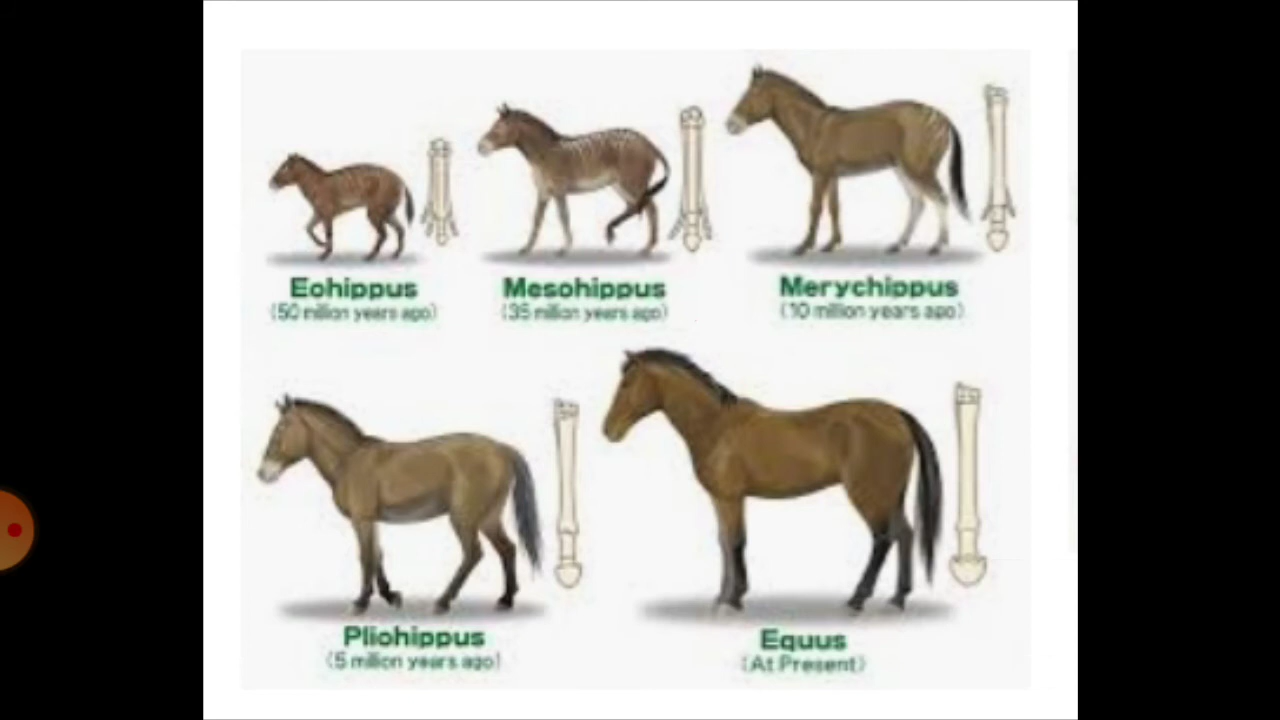 Eohippus
(50 million years ago)
Mesohippus
(35 million years ago)
Merychippus
(10 million years ago)
Pliohippus
(5 million years ago)
Equus
(At Present)